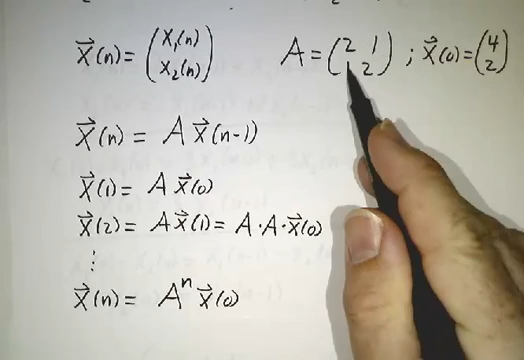 x⃗(n) = (x₁(n) x₂(n)) A = (2 1 1 2) ; x⃗(0) = (4 2)
x⃗(n) = A x⃗(n-1)
x⃗(1) = A x⃗(0)
x⃗(2) = A x⃗(1) = A · A · x⃗(0)
⋮
x⃗(n) = Aⁿ x⃗(0)